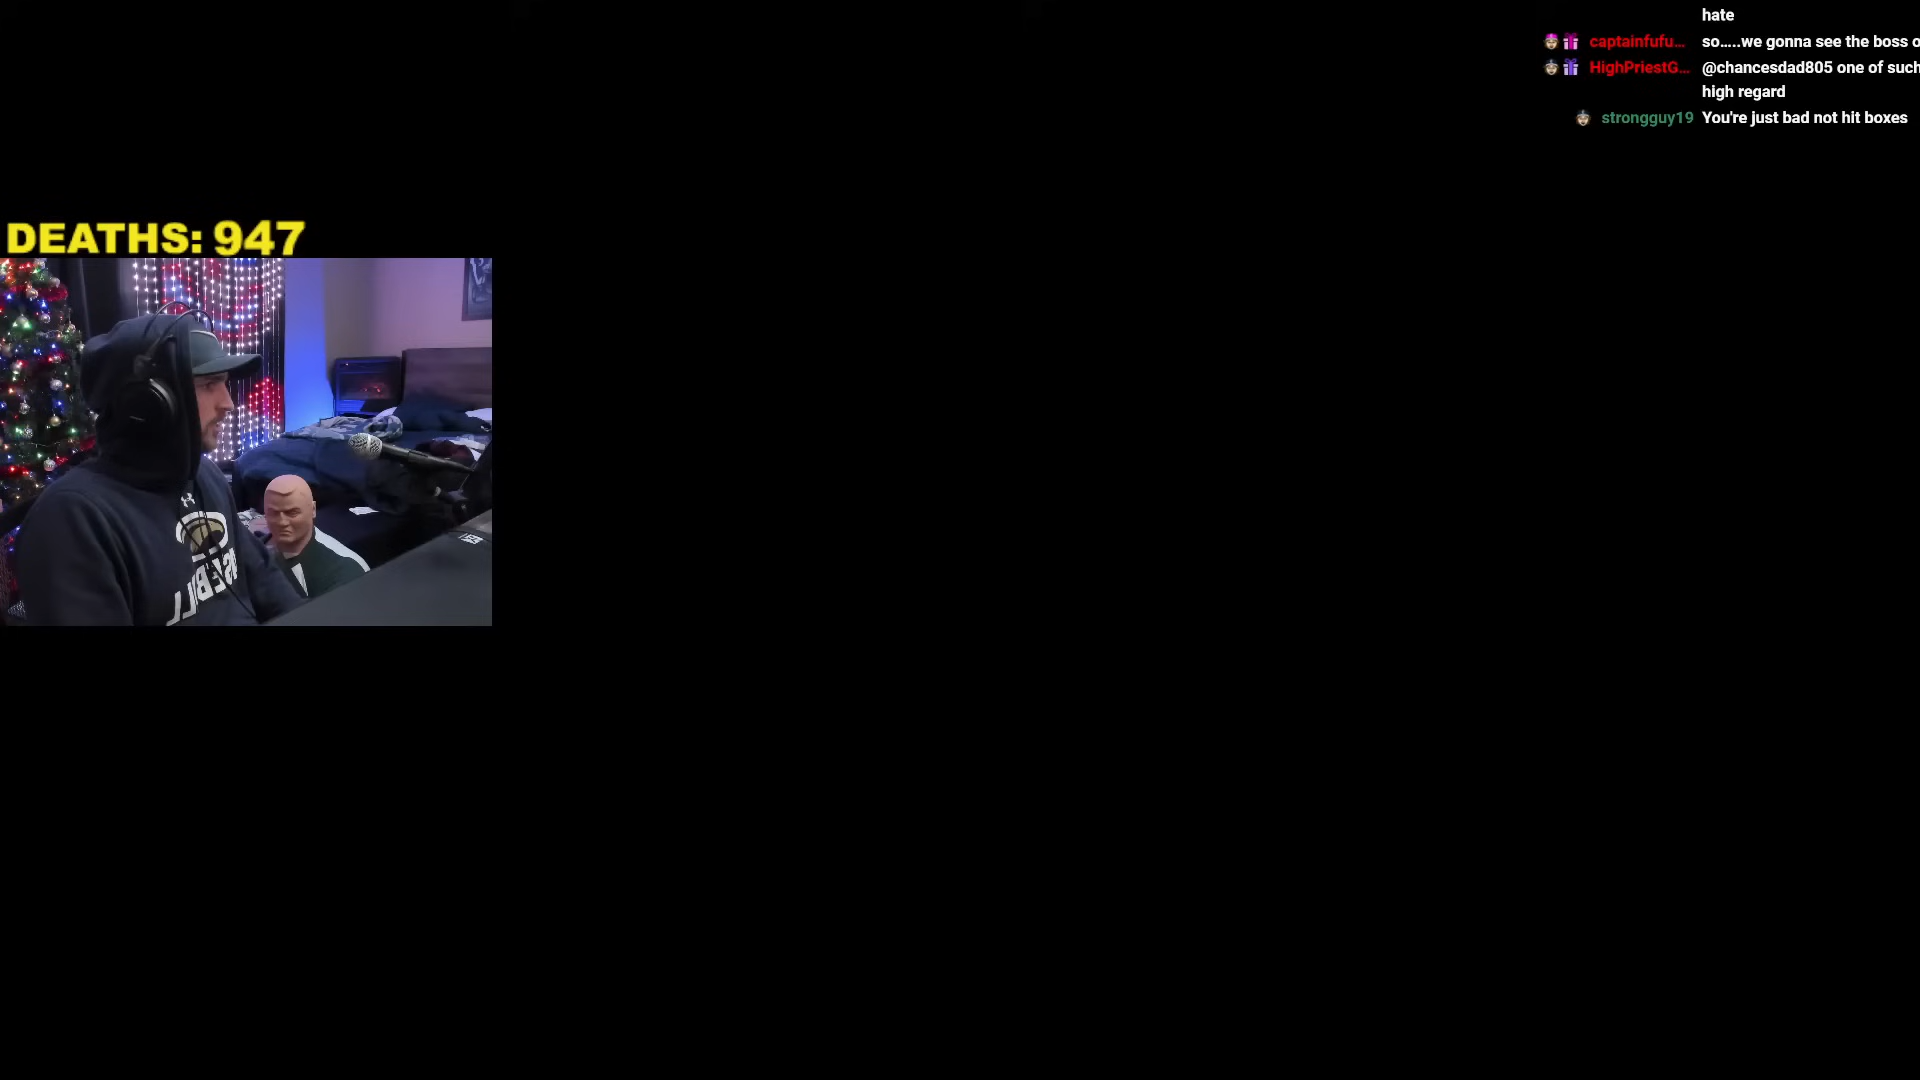 hate
captainfufu... so.....we gonna see the boss o
HighPriestG... @chancesdad805 one of such
high regard
strongguy19 You're just bad not hit boxes
DEATHS: 947